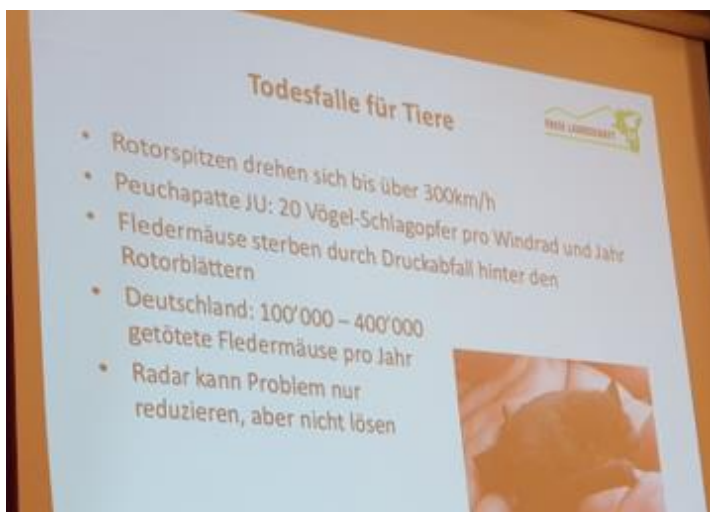 Todesfalle für Tiere
FREIE LANDSCHAFT
• Rotorspitzen drehen sich bis über 300km/h
• Peuchapatte JU: 20 Vögel-Schlagopfer pro Windrad und Jahr
• Fledermäuse sterben durch Druckabfall hinter den
Rotorblättern
• Deutschland: 100'000 – 400'000
getötete Fledermäuse pro Jahr
• Radar kann Problem nur
reduzieren, aber nicht lösen